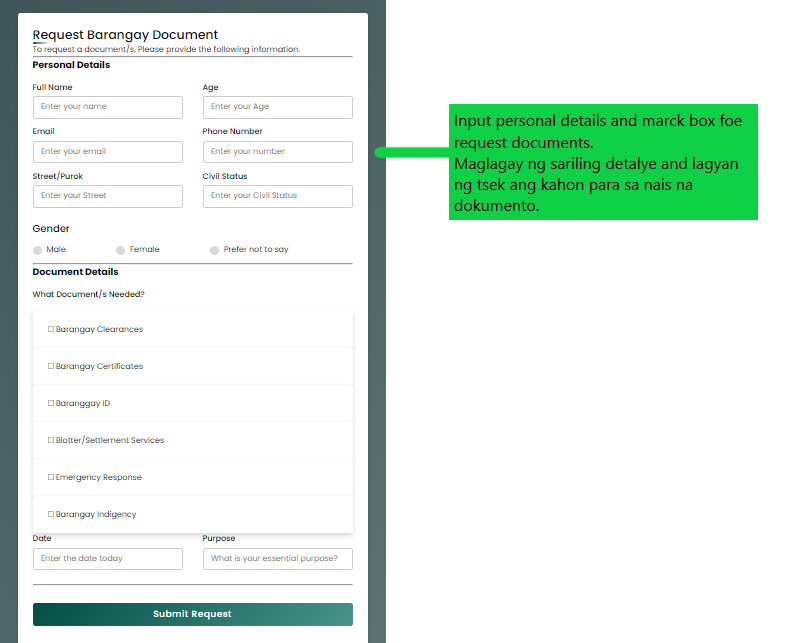 Request Barangay Document
To request a document/s, Please provide the following information.
Personal Details
Full Name
Age
Enter your name
Enter your Age
Email
Phone Number
Enter your email
Enter your number
Street/Purok
Civil Status
Enter your Street
Enter your Civil Status
Gender
Male
Female
Prefer not to say
Document Details
What Document/s Needed?
Barangay Clearances
Barangay Certificates
Baranggay ID
Blotter/Settlement Services
Emergency Response
Barangay Indigency
Date
Purpose
Enter the date today
What is your essential purpose?
Submit Request
Input personal details and marck box foe
request documents.
Maglagay ng sariling detalye and lagyan
ng tsek ang kahon para sa nais na
dokumento.